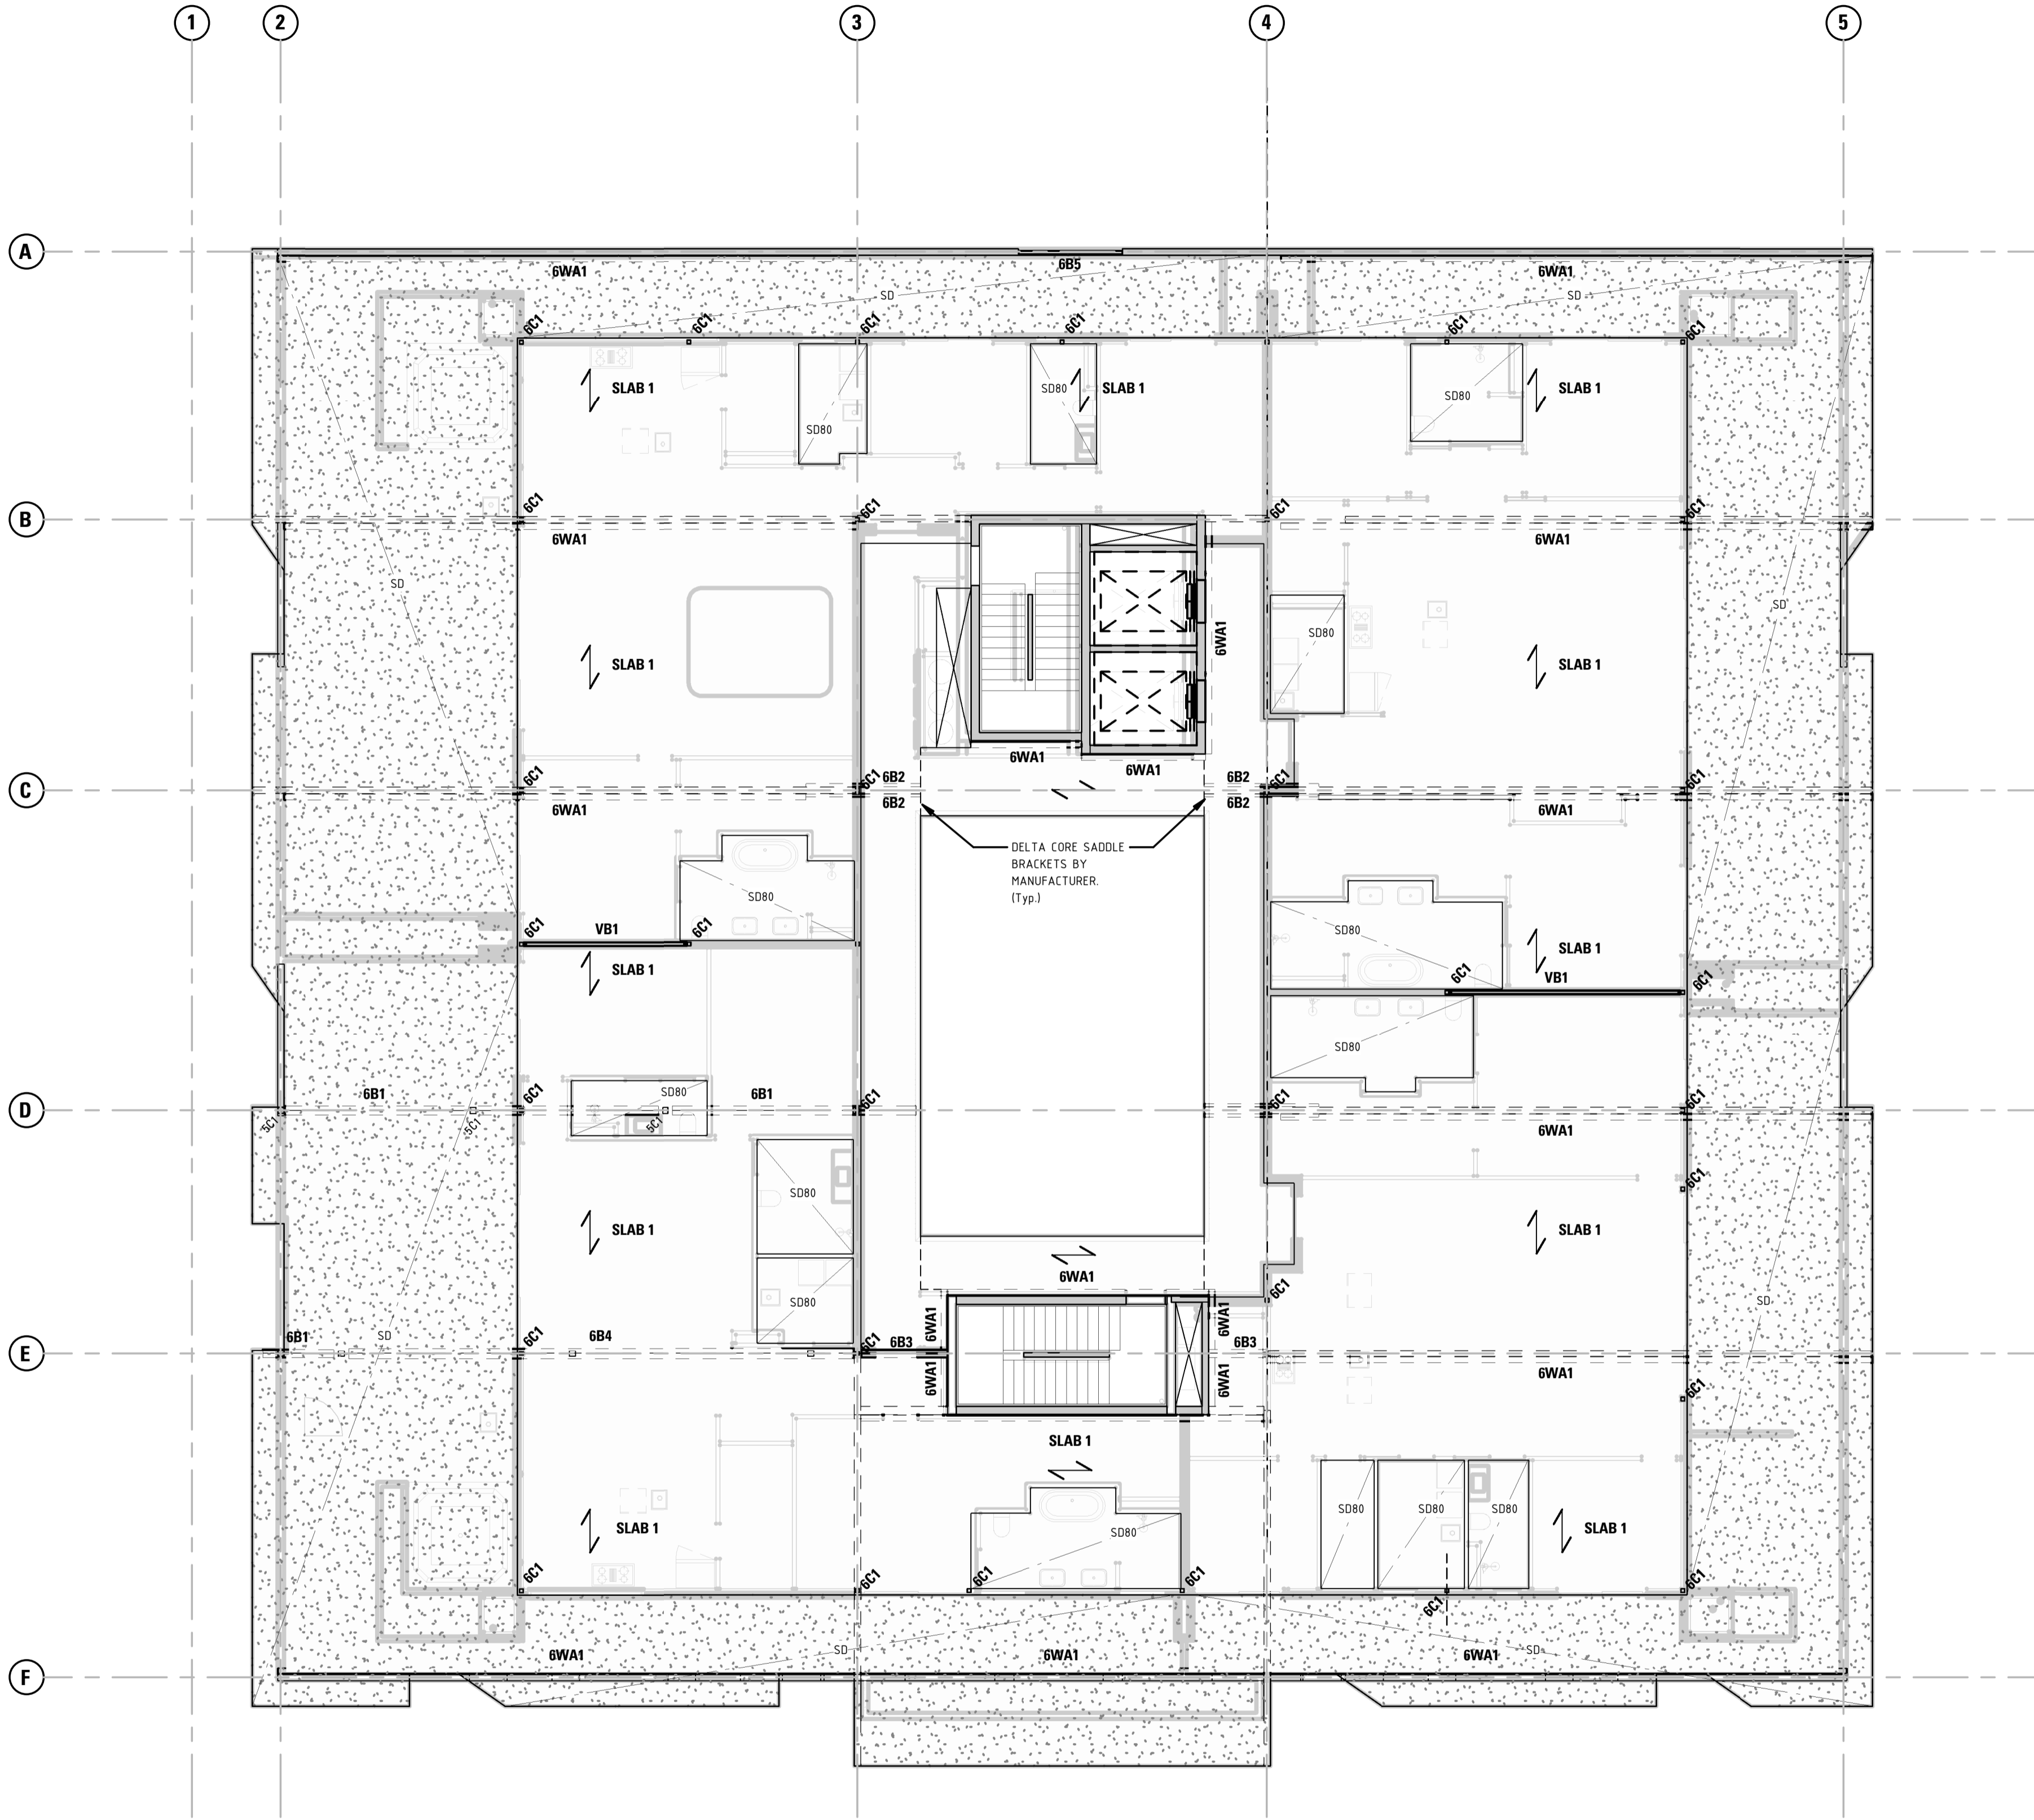 1 2 3 4 5
A
6WA1 6B5 6WA1
SD SD
6C1 6C1 6C1 6C1 6C1 6C1
SLAB 1 SD80 SLAB 1 SD80 SLAB 1
SD80
6C1 6C1 6C1 6C1
B
6WA1 6WA1
SD SD
SD80 6WA1
SLAB 1 SLAB 1
6WA1
6WA1
6C1 6C1 6B2 6B2 6C1 6C1
C
6WA1 6B2 6B2 6WA1
DELTA CORE SADDLE
BRACKETS BY
MANUFACTURER.
(Typ.)
SD80
6C1 VB1 6C1 SD80
SLAB 1 SLAB 1
6C1 VB1 6C1
SD80
6B1 6C1 SD80 6B1 6C1 6C1 6C1
D
5C1 5C1 5C1 6WA1
SD80 6C1
SLAB 1 SLAB 1
6WA1
SD80 6C1 SD
6WA1 6WA1
6B1 SD 6C1 6B4 6C1 6B3 6B3
E
6WA1 6WA1 6WA1
6C1
SLAB 1
SD80 SD80 SD80
SLAB 1 SD80 SLAB 1
6C1 6C1 6C1 6C1 6C1 6C1
SD SD
6WA1 6WA1 6WA1
F